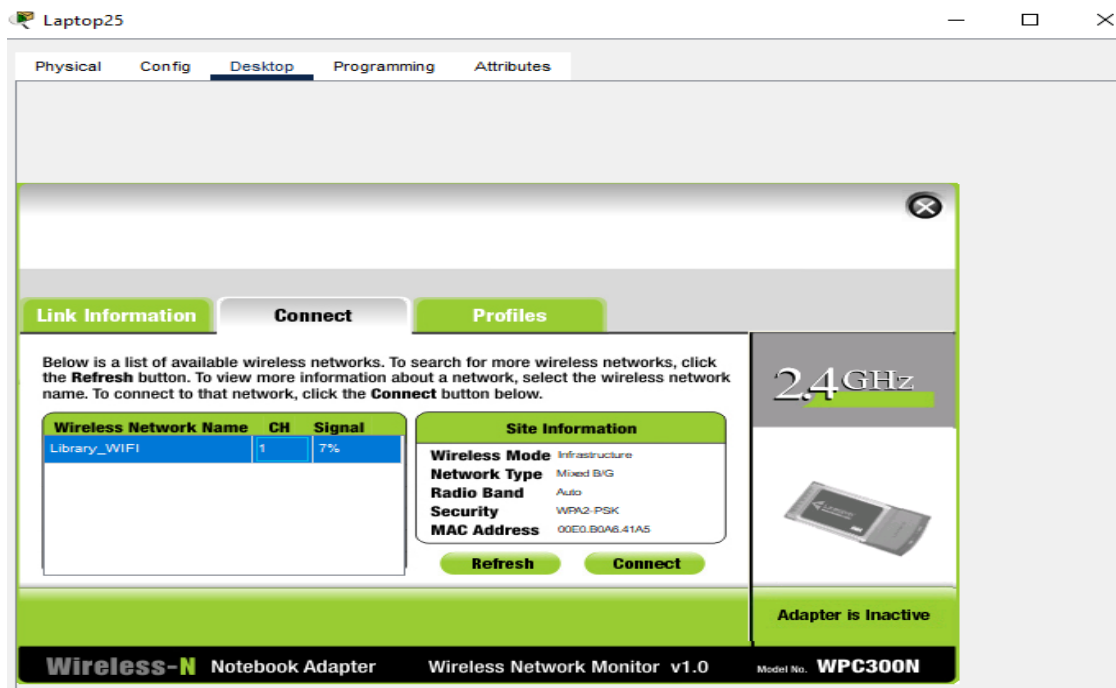 Laptop25
Physical Config Desktop Programming Attributes
Link Information Connect Profiles
Below is a list of available wireless networks. To search for more wireless networks, click
the Refresh button. To view more information about a network, select the wireless network
name. To connect to that network, click the Connect button below.
2.4GHz
Wireless Network Name CH Signal
Library_WIFI 1 7%
Site Information
Wireless Mode Infrastructure
Network Type Mixed B/G
Radio Band Auto
Security WPA2-PSK
MAC Address 00E0.B0A6.41A5
Refresh Connect
Adapter is Inactive
Wireless-N Notebook Adapter Wireless Network Monitor v1.0 Model No. WPC300N